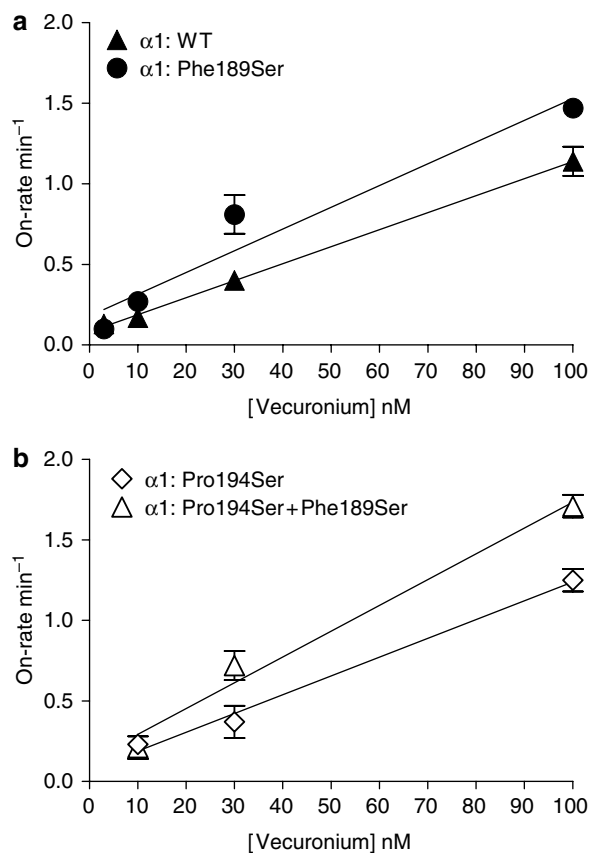 a
α1: WT
α1: Phe189Ser
On-rate min⁻¹
2.0
1.5
1.0
0.5
0.0
0 10 20 30 40 50 60 70 80 90 100
[Vecuronium] nM
b
α1: Pro194Ser
α1: Pro194Ser+Phe189Ser
On-rate min⁻¹
2.0
1.5
1.0
0.5
0.0
0 10 20 30 40 50 60 70 80 90 100
[Vecuronium] nM